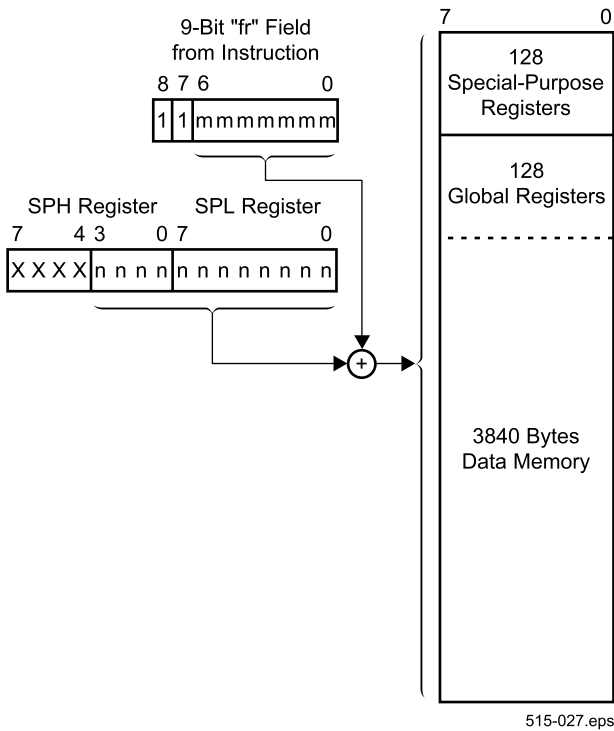 9-Bit "fr" Field
from Instruction
8 7 6 0
1 1 m m m m m m m
SPH Register SPL Register
7 4 3 0 7 0
X X X X n n n n n n n n n n n n
+
7 0
128
Special-Purpose
Registers
128
Global Registers
3840 Bytes
Data Memory
515-027.eps